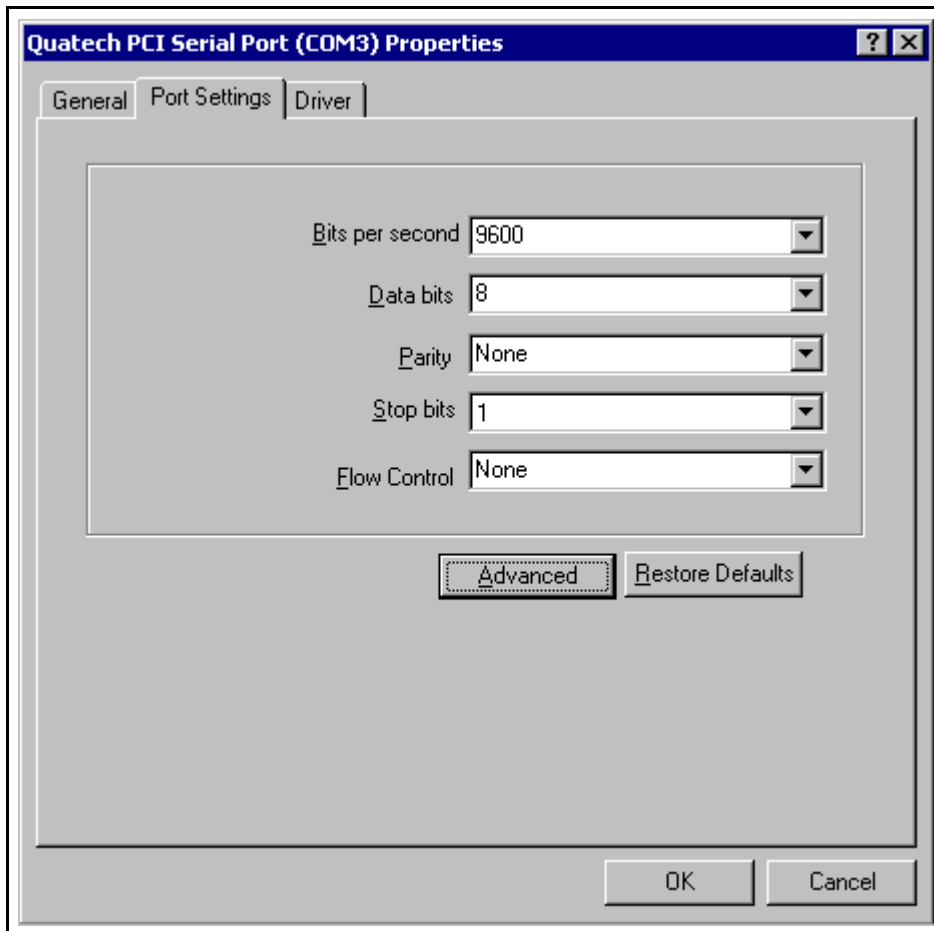 Quatech PCI Serial Port (COM3) Properties
General Port Settings Driver
Bits per second 9600
Data bits 8
Parity None
Stop bits 1
Flow Control None
Advanced Restore Defaults
OK Cancel